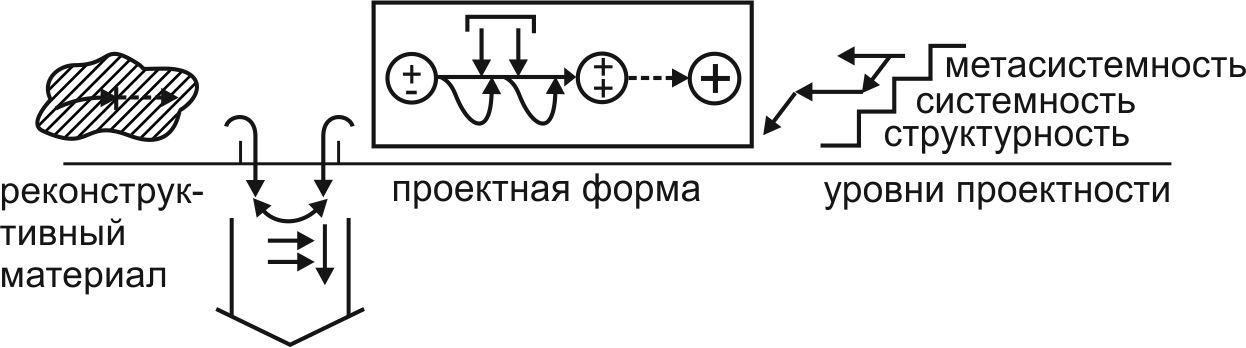 метасистемность
системность
структурность
реконструк-
тивный
материал
проектная форма
уровни проектности